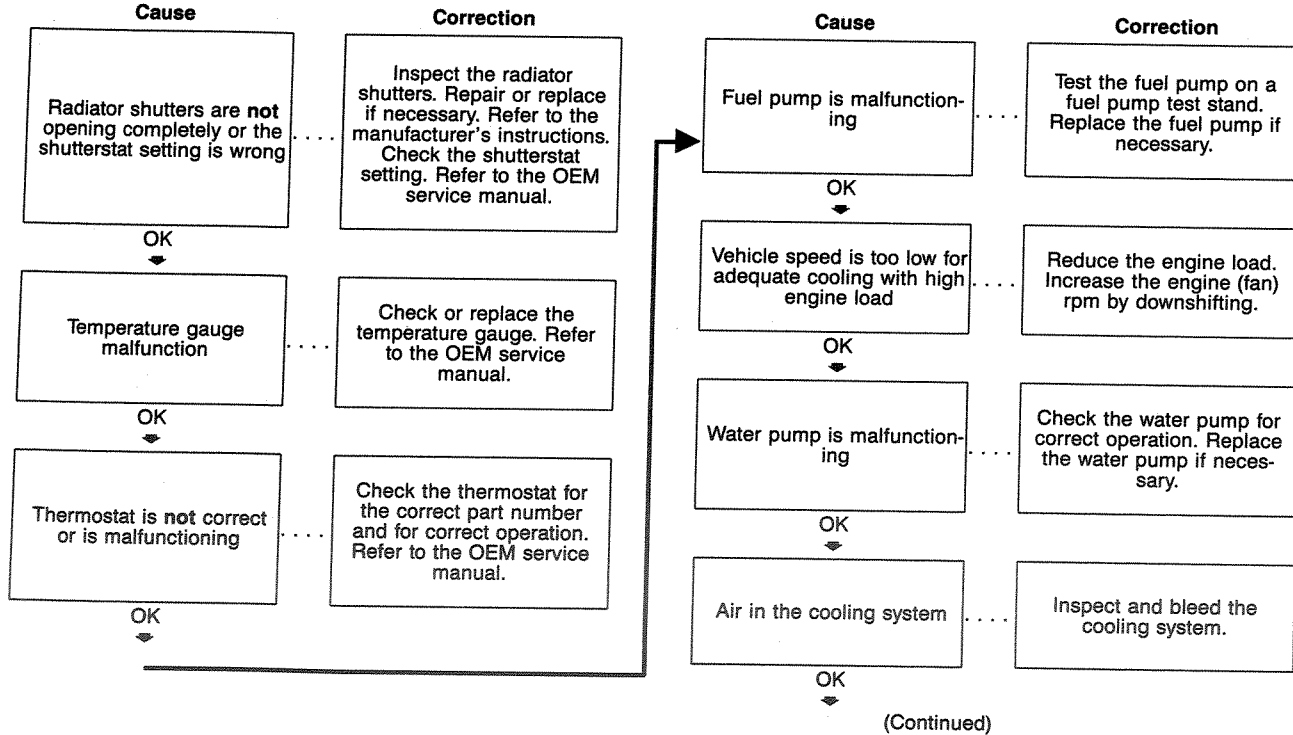 Cause
Correction
Radiator shutters are not
opening completely or the
shutterstat setting is wrong
. . . .
Inspect the radiator
shutters. Repair or replace
if necessary. Refer to the
manufacturer's instructions.
Check the shutterstat
setting. Refer to the OEM
service manual.
OK
Temperature gauge
malfunction
. . . .
Check or replace the
temperature gauge. Refer
to the OEM service
manual.
OK
Thermostat is not correct
or is malfunctioning
. . . .
Check the thermostat for
the correct part number
and for correct operation.
Refer to the OEM service
manual.
OK
Cause
Correction
Fuel pump is malfunction-
ing
. . . .
Test the fuel pump on a
fuel pump test stand.
Replace the fuel pump if
necessary.
OK
Vehicle speed is too low for
adequate cooling with high
engine load
. . . .
Reduce the engine load.
Increase the engine (fan)
rpm by downshifting.
OK
Water pump is malfunction-
ing
. . . .
Check the water pump for
correct operation. Replace
the water pump if neces-
sary.
OK
Air in the cooling system
. . . .
Inspect and bleed the
cooling system.
OK
(Continued)